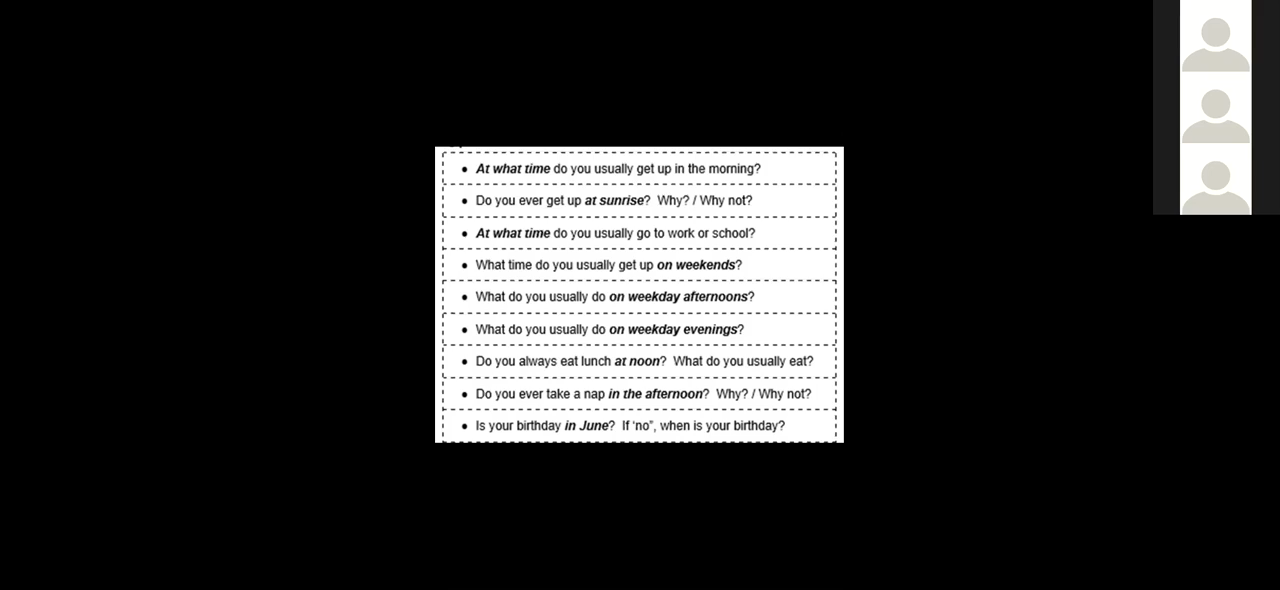 • At what time do you usually get up in the morning?
• Do you ever get up at sunrise? Why? / Why not?
• At what time do you usually go to work or school?
• What time do you usually get up on weekends?
• What do you usually do on weekday afternoons?
• What do you usually do on weekday evenings?
• Do you always eat lunch at noon? What do you usually eat?
• Do you ever take a nap in the afternoon? Why? / Why not?
• Is your birthday in June? If ‘no”, when is your birthday?